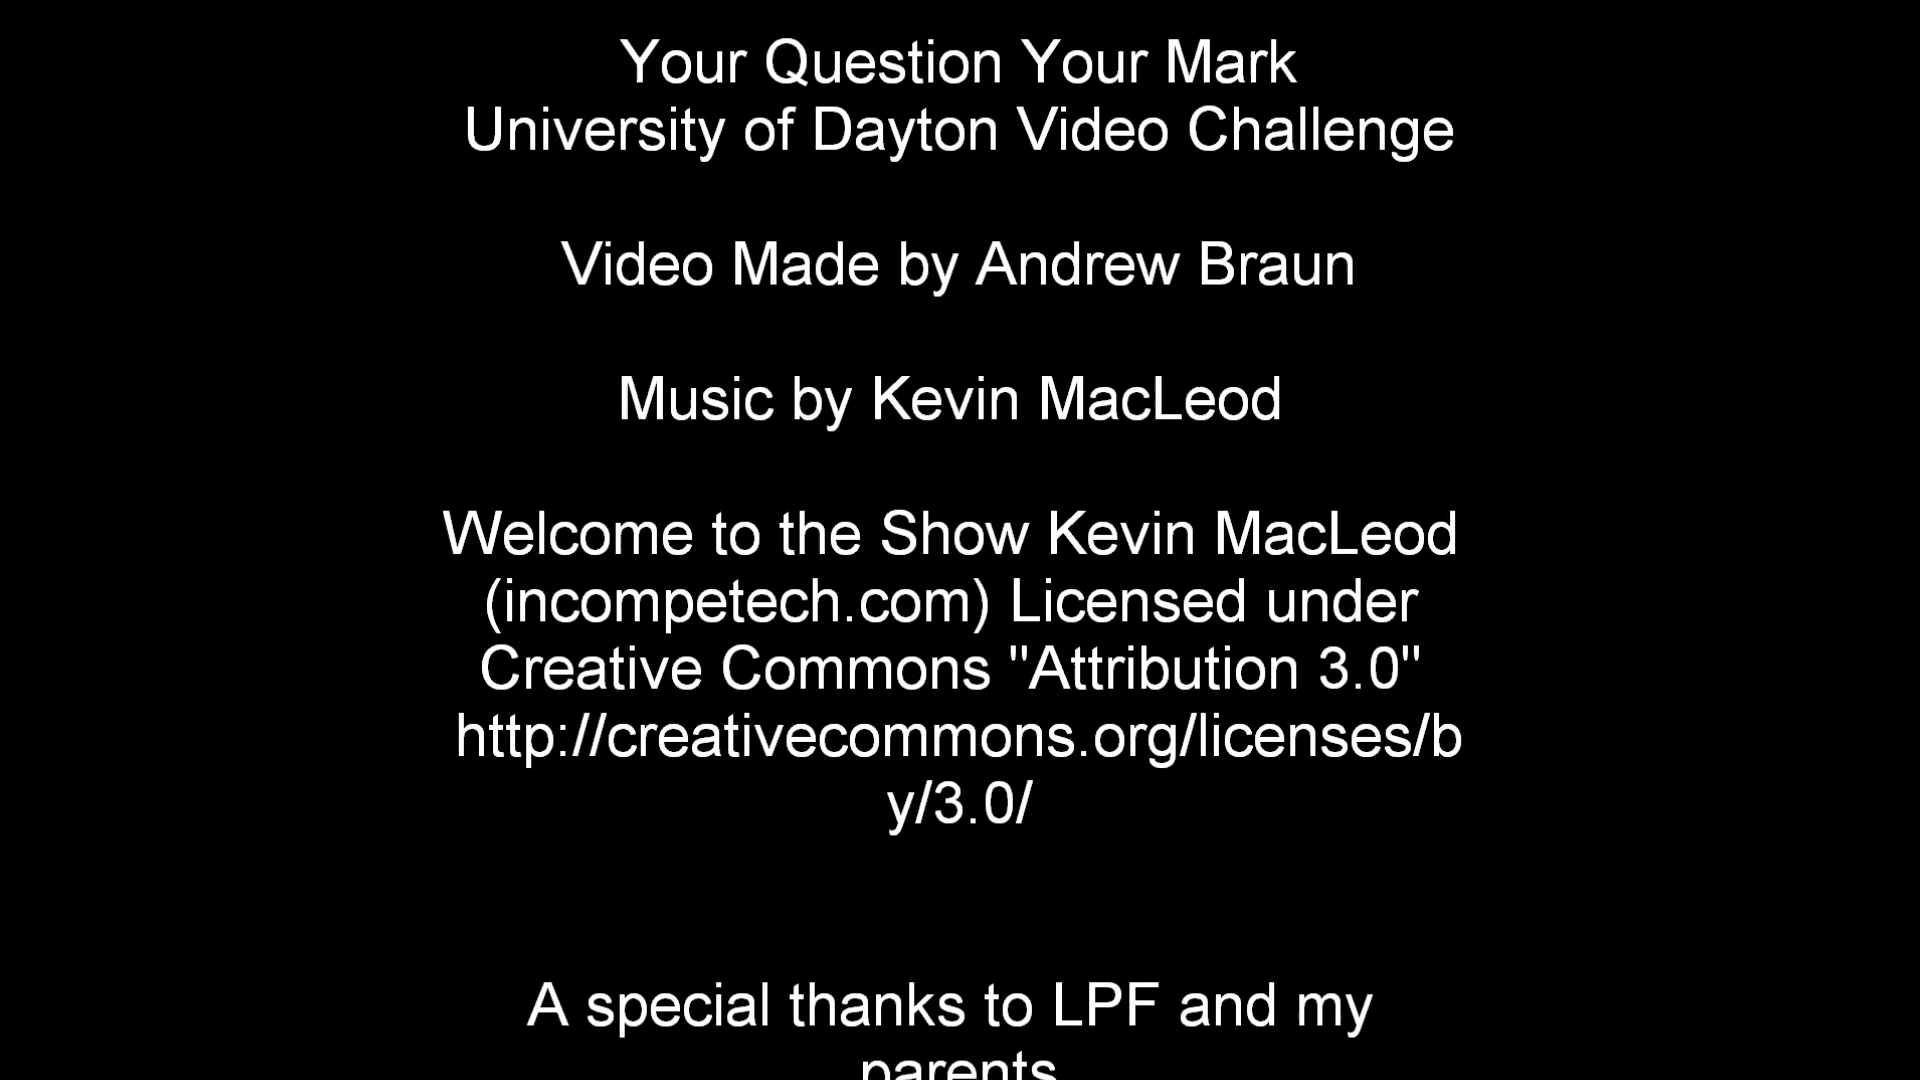 Your Question Your Mark
University of Dayton Video Challenge
Video Made by Andrew Braun
Music by Kevin MacLeod
Welcome to the Show Kevin MacLeod
(incompetech.com) Licensed under
Creative Commons "Attribution 3.0"
http://creativecommons.org/licenses/b
y/3.0/
A special thanks to LPF and my
parents